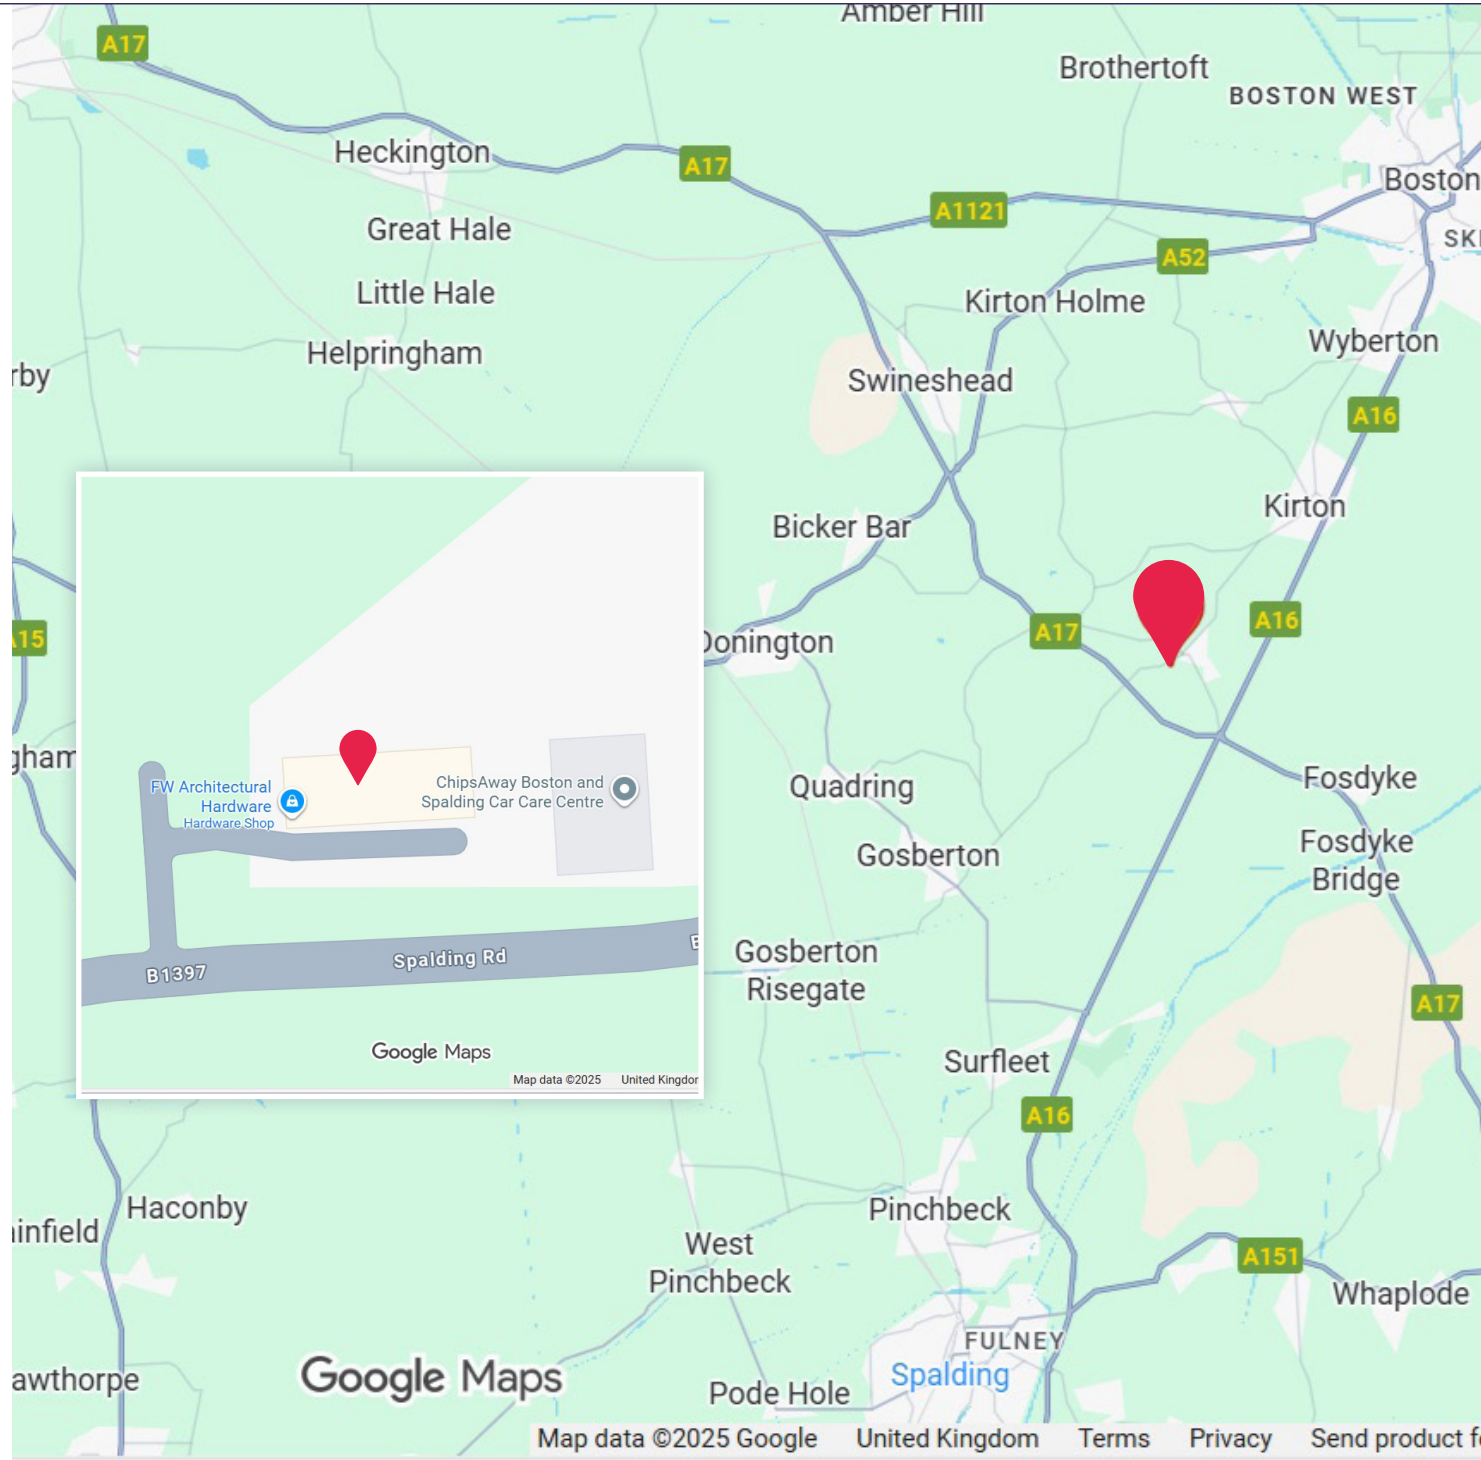 Amber Hill
A17
Brothertoft
BOSTON WEST
Heckington
A17
Boston
A1121
Great Hale
SK
A52
Little Hale
Kirton Holme
Wyberton
Helpringham
rby
Swineshead
A16
Kirton
Bicker Bar
A16
A17
15
Donington
gham
Quadring
Fosdyke
FW Architectural
Hardware
Hardware Shop
ChipsAway Boston and
Spalding Car Care Centre
Gosberton
Fosdyke
Bridge
Gosberton
Risegate
Spalding Rd
B1397
A17
Google Maps
Map data ©2025 United Kingdom
Surfleet
A16
Haconby
Pinchbeck
infield
West
Pinchbeck
A151
Whaplode
FULNEY
Spalding
awthorpe
Google Maps
Pode Hole
Map data ©2025 Google United Kingdom Terms Privacy Send product f